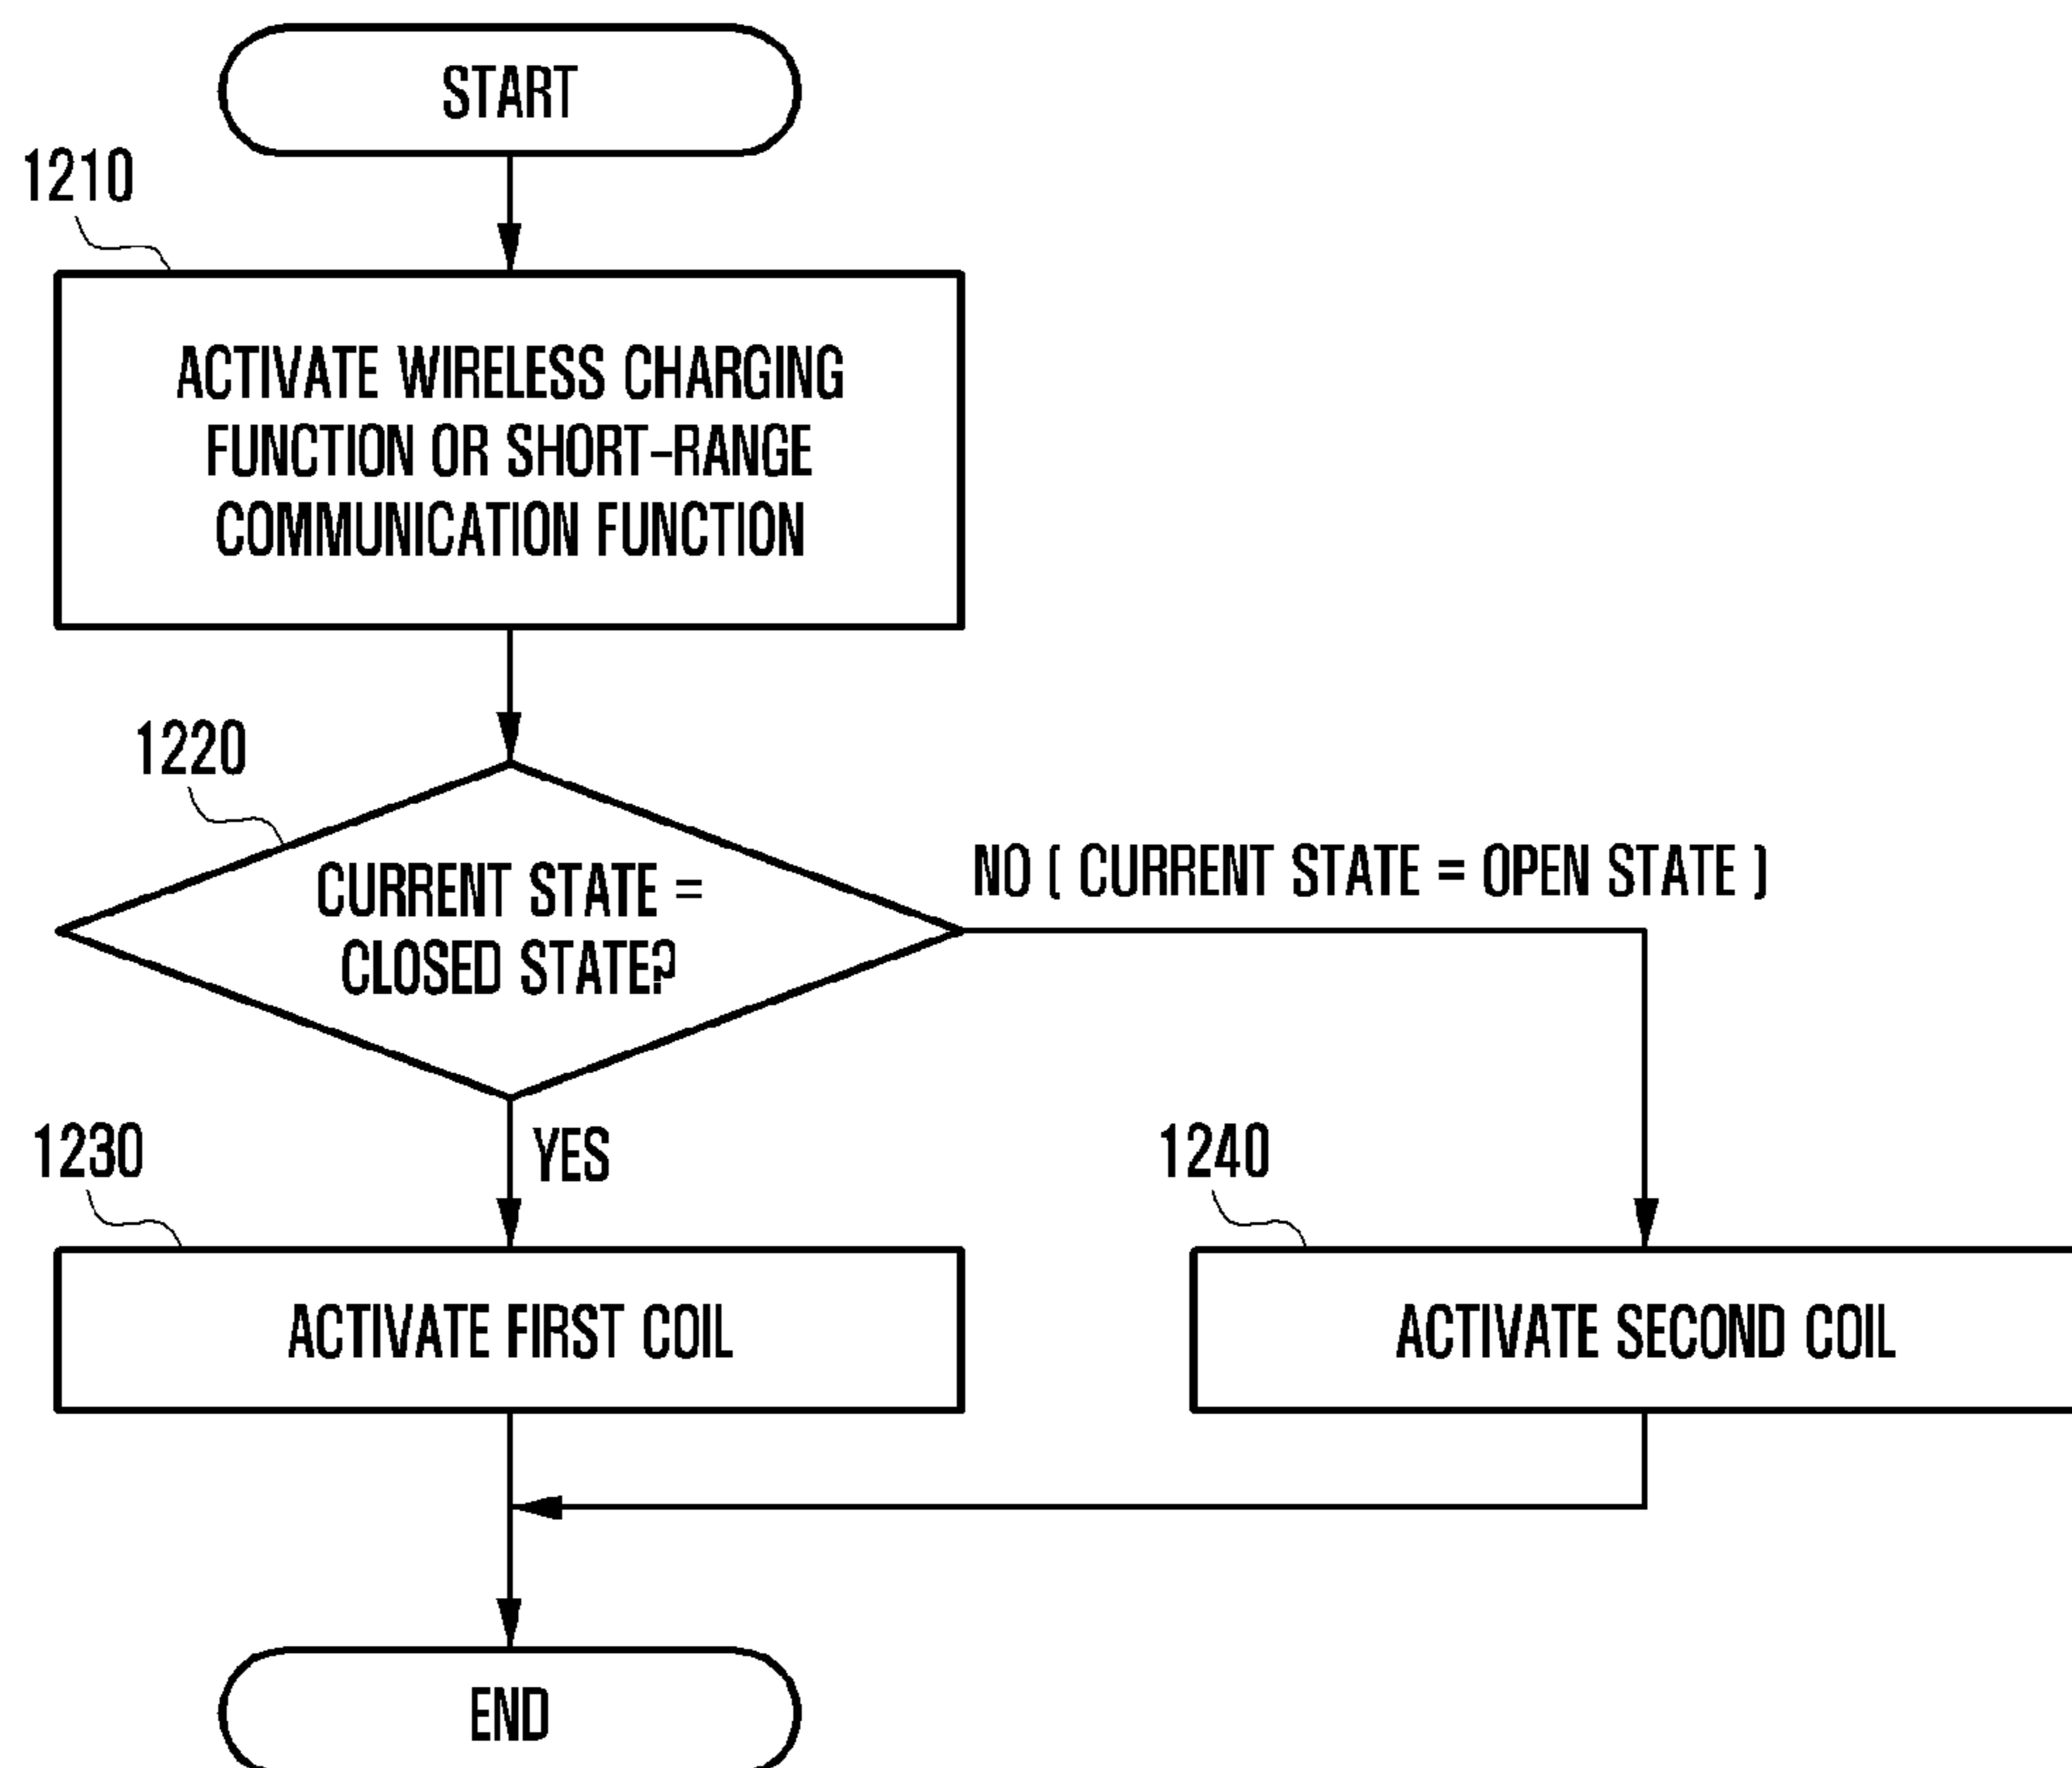 START
1210
ACTIVATE WIRELESS CHARGING
FUNCTION OR SHORT-RANGE
COMMUNICATION FUNCTION
1220
CURRENT STATE =
CLOSED STATE?
NO ( CURRENT STATE = OPEN STATE )
YES
1230
ACTIVATE FIRST COIL
1240
ACTIVATE SECOND COIL
END